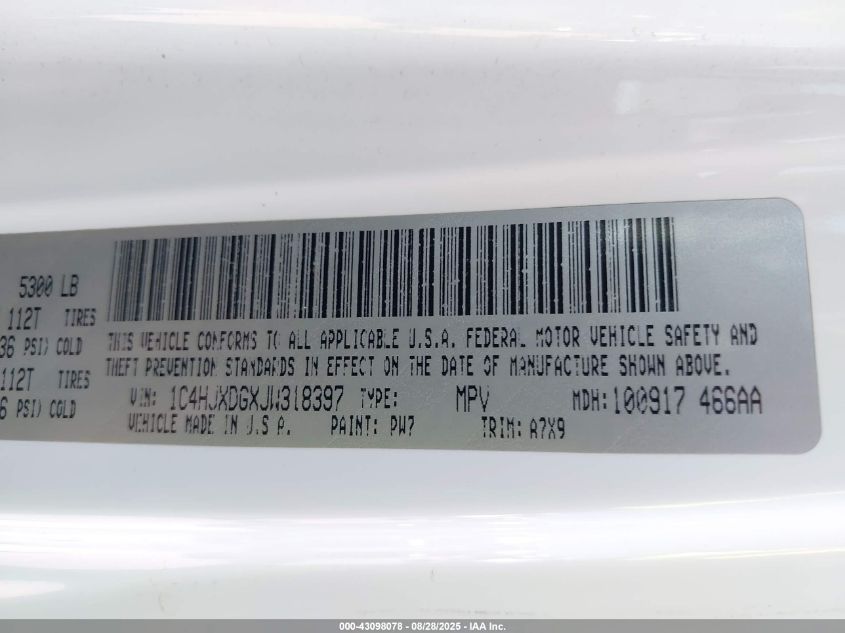 5300 LB
112T TIRES
36 PSI) COLD
112T TIRES
6 PSI) COLD
THIS VEHICLE CONFORMS TO ALL APPLICABLE U.S.A. FEDERAL MOTOR VEHICLE SAFETY AND
THEFT PREVENTION STANDARDS IN EFFECT ON THE DATE OF MANUFACTURE SHOWN ABOVE.
VIN: 1C4HJXDGXJW318397 TYPE: MPV MDH: 100917 466AA
VEHICLE MADE IN U.S.A. PAINT: PW7 TRIM: A7X9
000-43098078 - 08/28/2025 - IAA Inc.